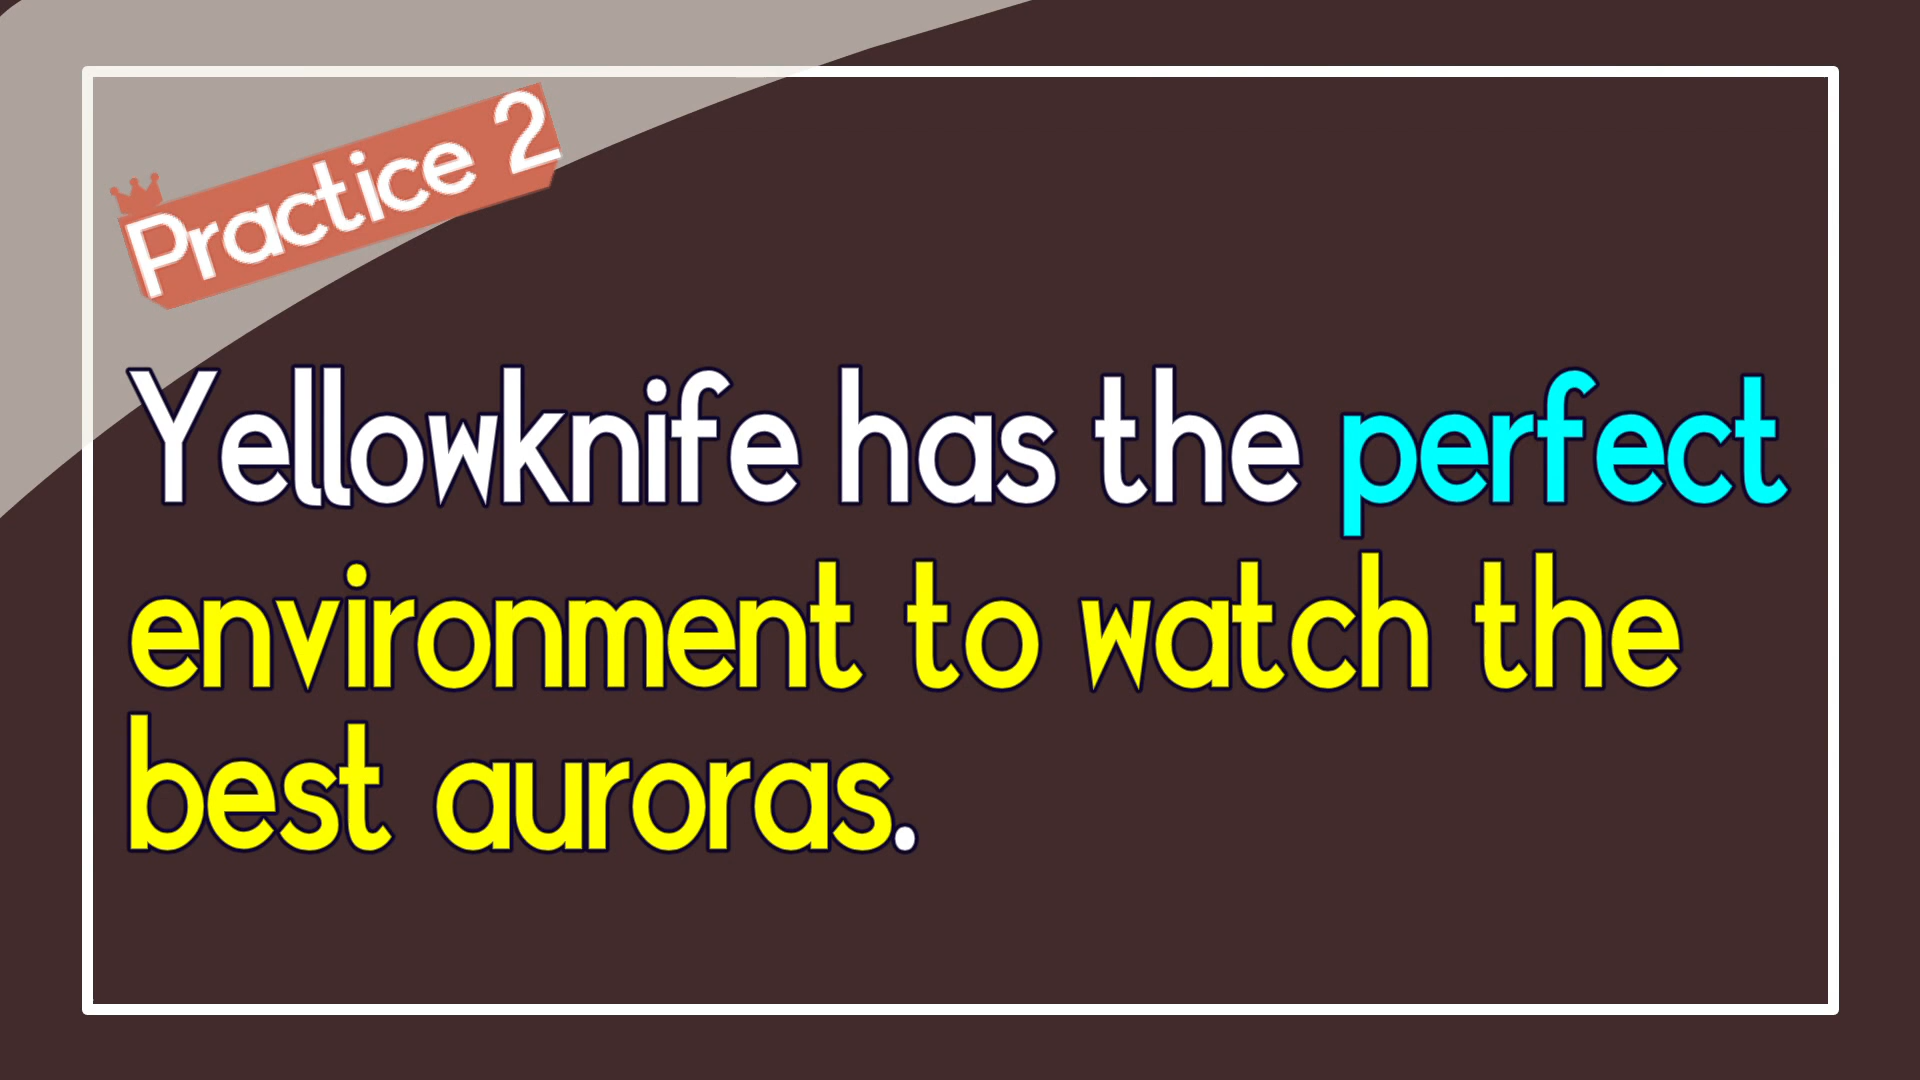 Practice 2
Yellowknife has the perfect
environment to watch the
best auroras.